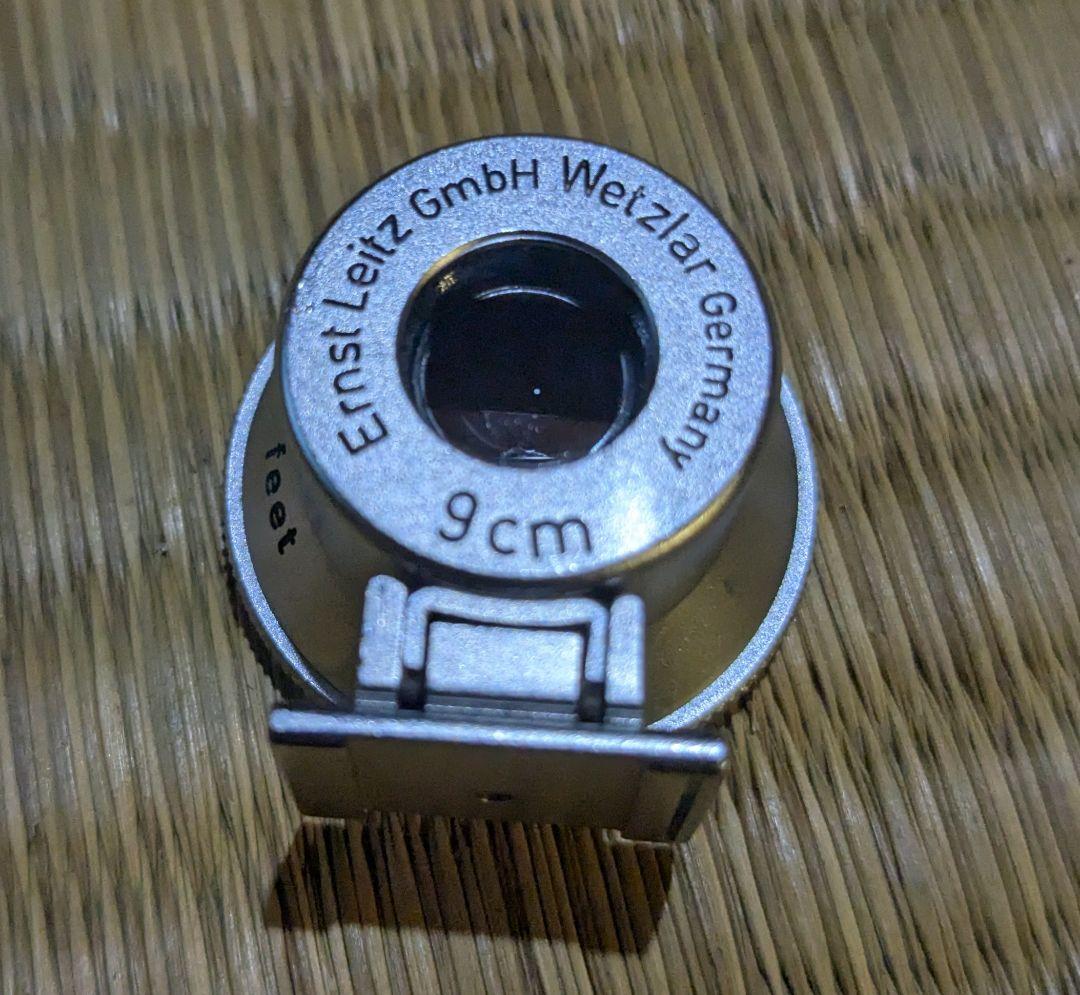 Ernst Leitz GmbH Wetzlar Germany
9cm
feet